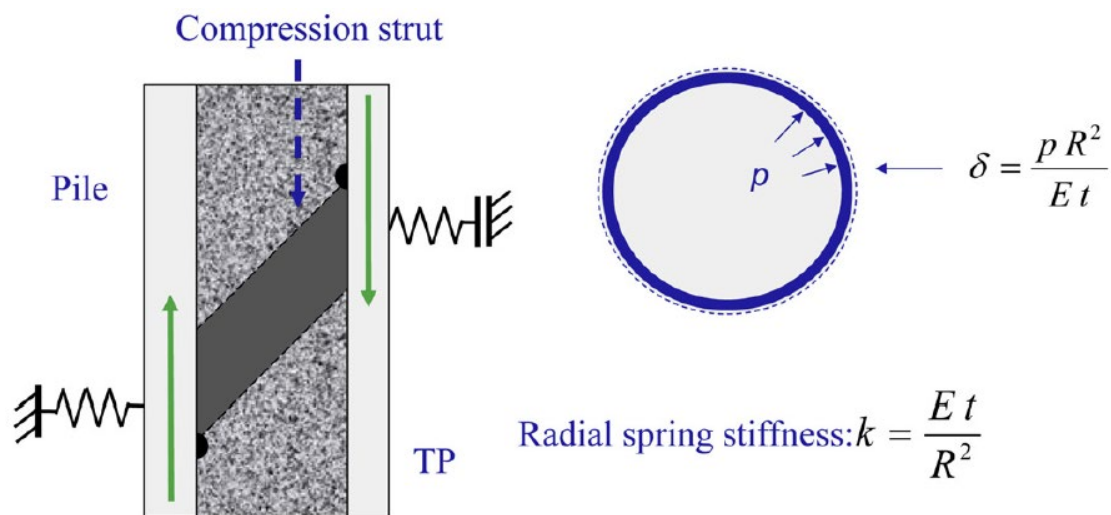 Compression strut
Pile
TP
p
δ = p R² / E t
Radial spring stiffness: k = E t / R²